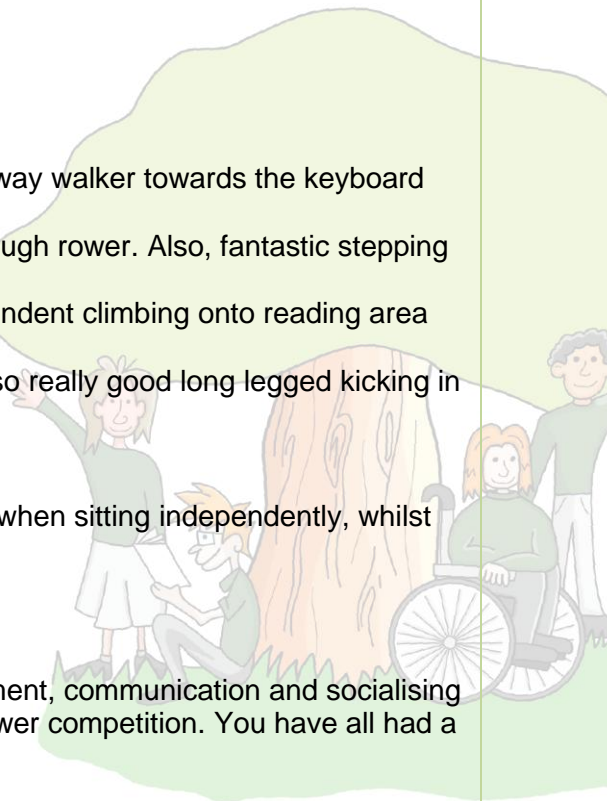 way walker towards the keyboard
ugh rower. Also, fantastic stepping
ndent climbing onto reading area
so really good long legged kicking in
when sitting independently, whilst
nent, communication and socialising
wer competition. You have all had a